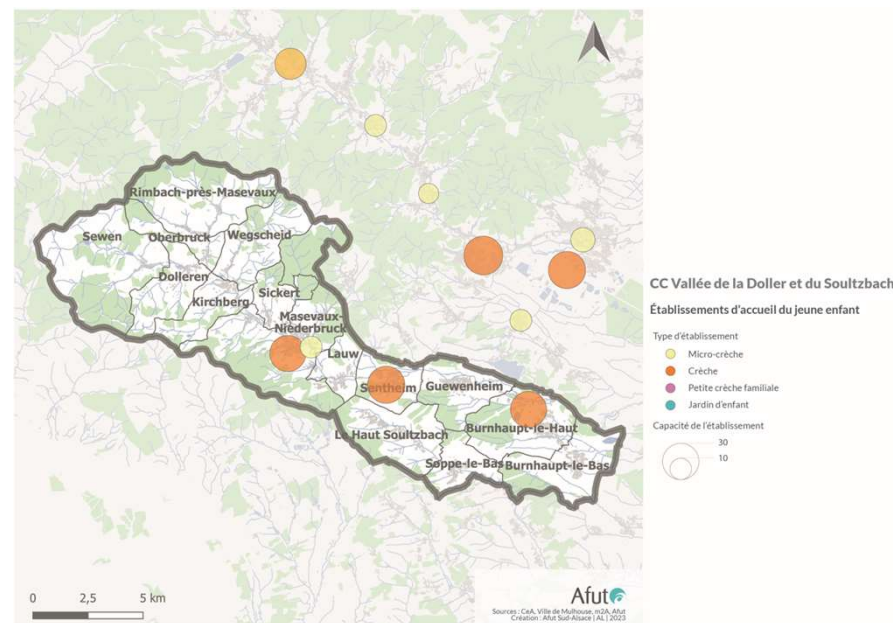 Rimbach-près-Masevaux
Sewen
Oberbruck
Wegscheid
Dolleren
Kirchberg
Sickert
Masevaux-
Niederbruck
Lauw
Sentheim
Guewenheim
Le Haut Soultzbach
Burnhaupt-le-Haut
Soppe-le-Bas
Burnhaupt-le-Bas
CC Vallée de la Doller et du Soultzbach
Établissements d'accueil du jeune enfant
Type d'établissement
Micro-crèche
Crèche
Petite crèche familiale
Jardin d'enfant
Capacité de l'établissement
30
10
0 2,5 5 km
Afut
Sources : CeA, Ville de Mulhouse, m2A, Afut
Création : Afut Sud-Alsace | AL | 2023